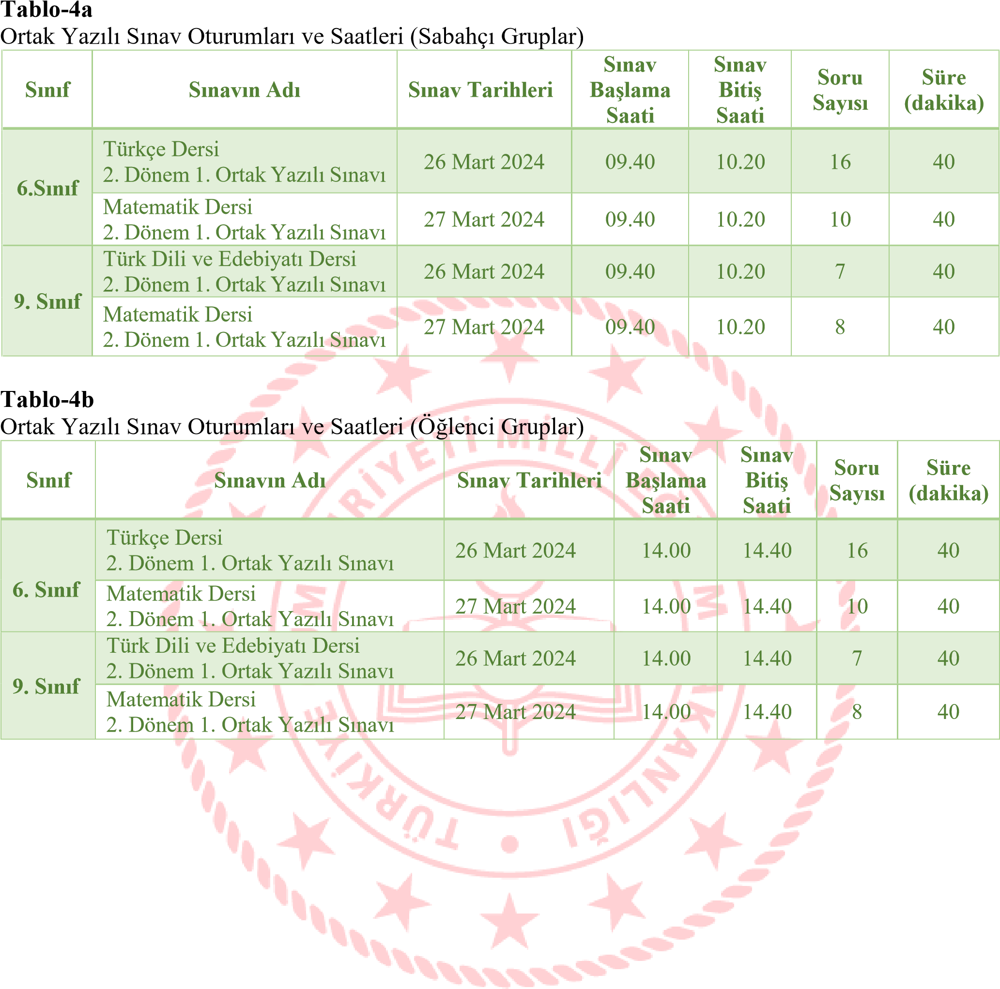 Tablo-4a
Ortak Yazılı Sınav Oturumları ve Saatleri (Sabahçı Gruplar)
Sınıf Sınavın Adı Sınav Tarihleri Sınav Başlama Saati Sınav Bitiş Saati Soru Sayısı Süre (dakika)
6.Sınıf
Türkçe Dersi
2. Dönem 1. Ortak Yazılı Sınavı 26 Mart 2024 09.40 10.20 16 40
Matematik Dersi
2. Dönem 1. Ortak Yazılı Sınavı 27 Mart 2024 09.40 10.20 10 40
9. Sınıf
Türk Dili ve Edebiyatı Dersi
2. Dönem 1. Ortak Yazılı Sınavı 26 Mart 2024 09.40 10.20 7 40
Matematik Dersi
2. Dönem 1. Ortak Yazılı Sınavı 27 Mart 2024 09.40 10.20 8 40
Tablo-4b
Ortak Yazılı Sınav Oturumları ve Saatleri (Öğlenci Gruplar)
Sınıf Sınavın Adı Sınav Tarihleri Sınav Başlama Saati Sınav Bitiş Saati Soru Sayısı Süre (dakika)
6. Sınıf
Türkçe Dersi
2. Dönem 1. Ortak Yazılı Sınavı 26 Mart 2024 14.00 14.40 16 40
Matematik Dersi
2. Dönem 1. Ortak Yazılı Sınavı 27 Mart 2024 14.00 14.40 10 40
9. Sınıf
Türk Dili ve Edebiyatı Dersi
2. Dönem 1. Ortak Yazılı Sınavı 26 Mart 2024 14.00 14.40 7 40
Matematik Dersi
2. Dönem 1. Ortak Yazılı Sınavı 27 Mart 2024 14.00 14.40 8 40
TÜRKİYE
MİLLÎ